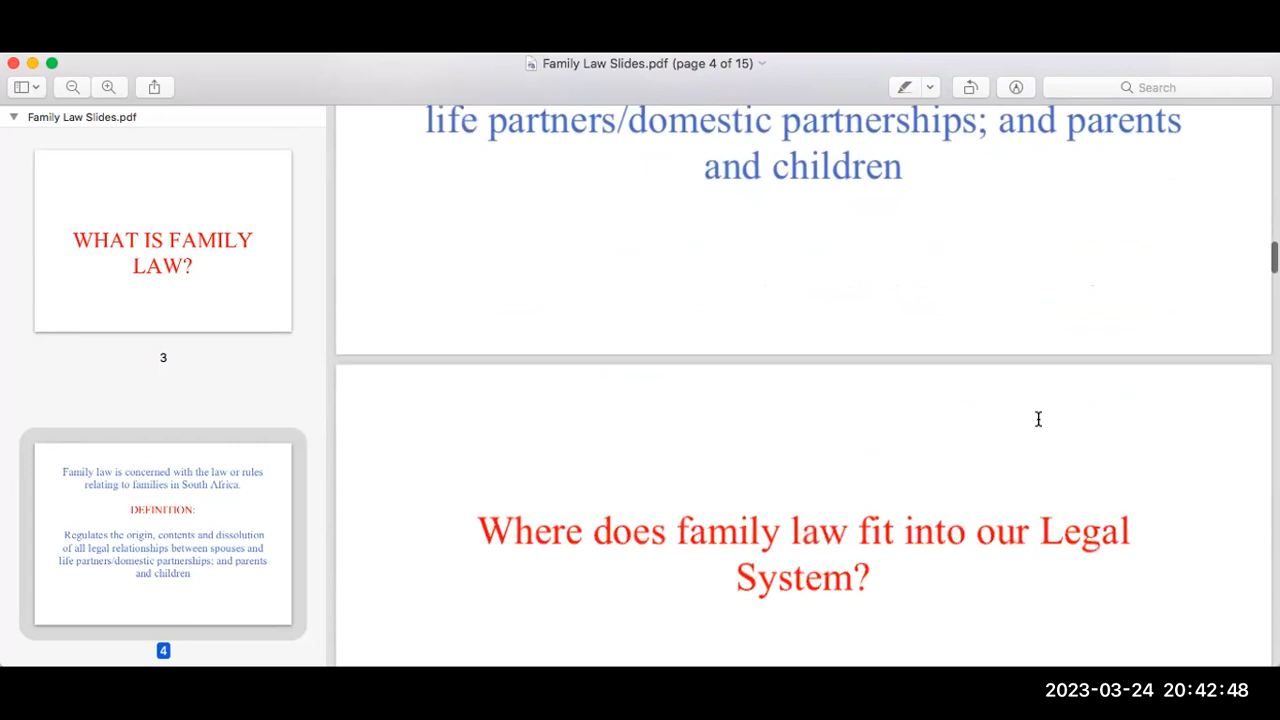 Family Law Slides.pdf (page 4 of 15)
Search
Family Law Slides.pdf
WHAT IS FAMILY
LAW?
3
Family law is concerned with the law or rules
relating to families in South Africa.
DEFINITION:
Regulates the origin, contents and dissolution
of all legal relationships between spouses and
life partners/domestic partnerships; and parents
and children
4
life partners/domestic partnerships; and parents
and children
Where does family law fit into our Legal
System?
2023-03-24 20:42:48